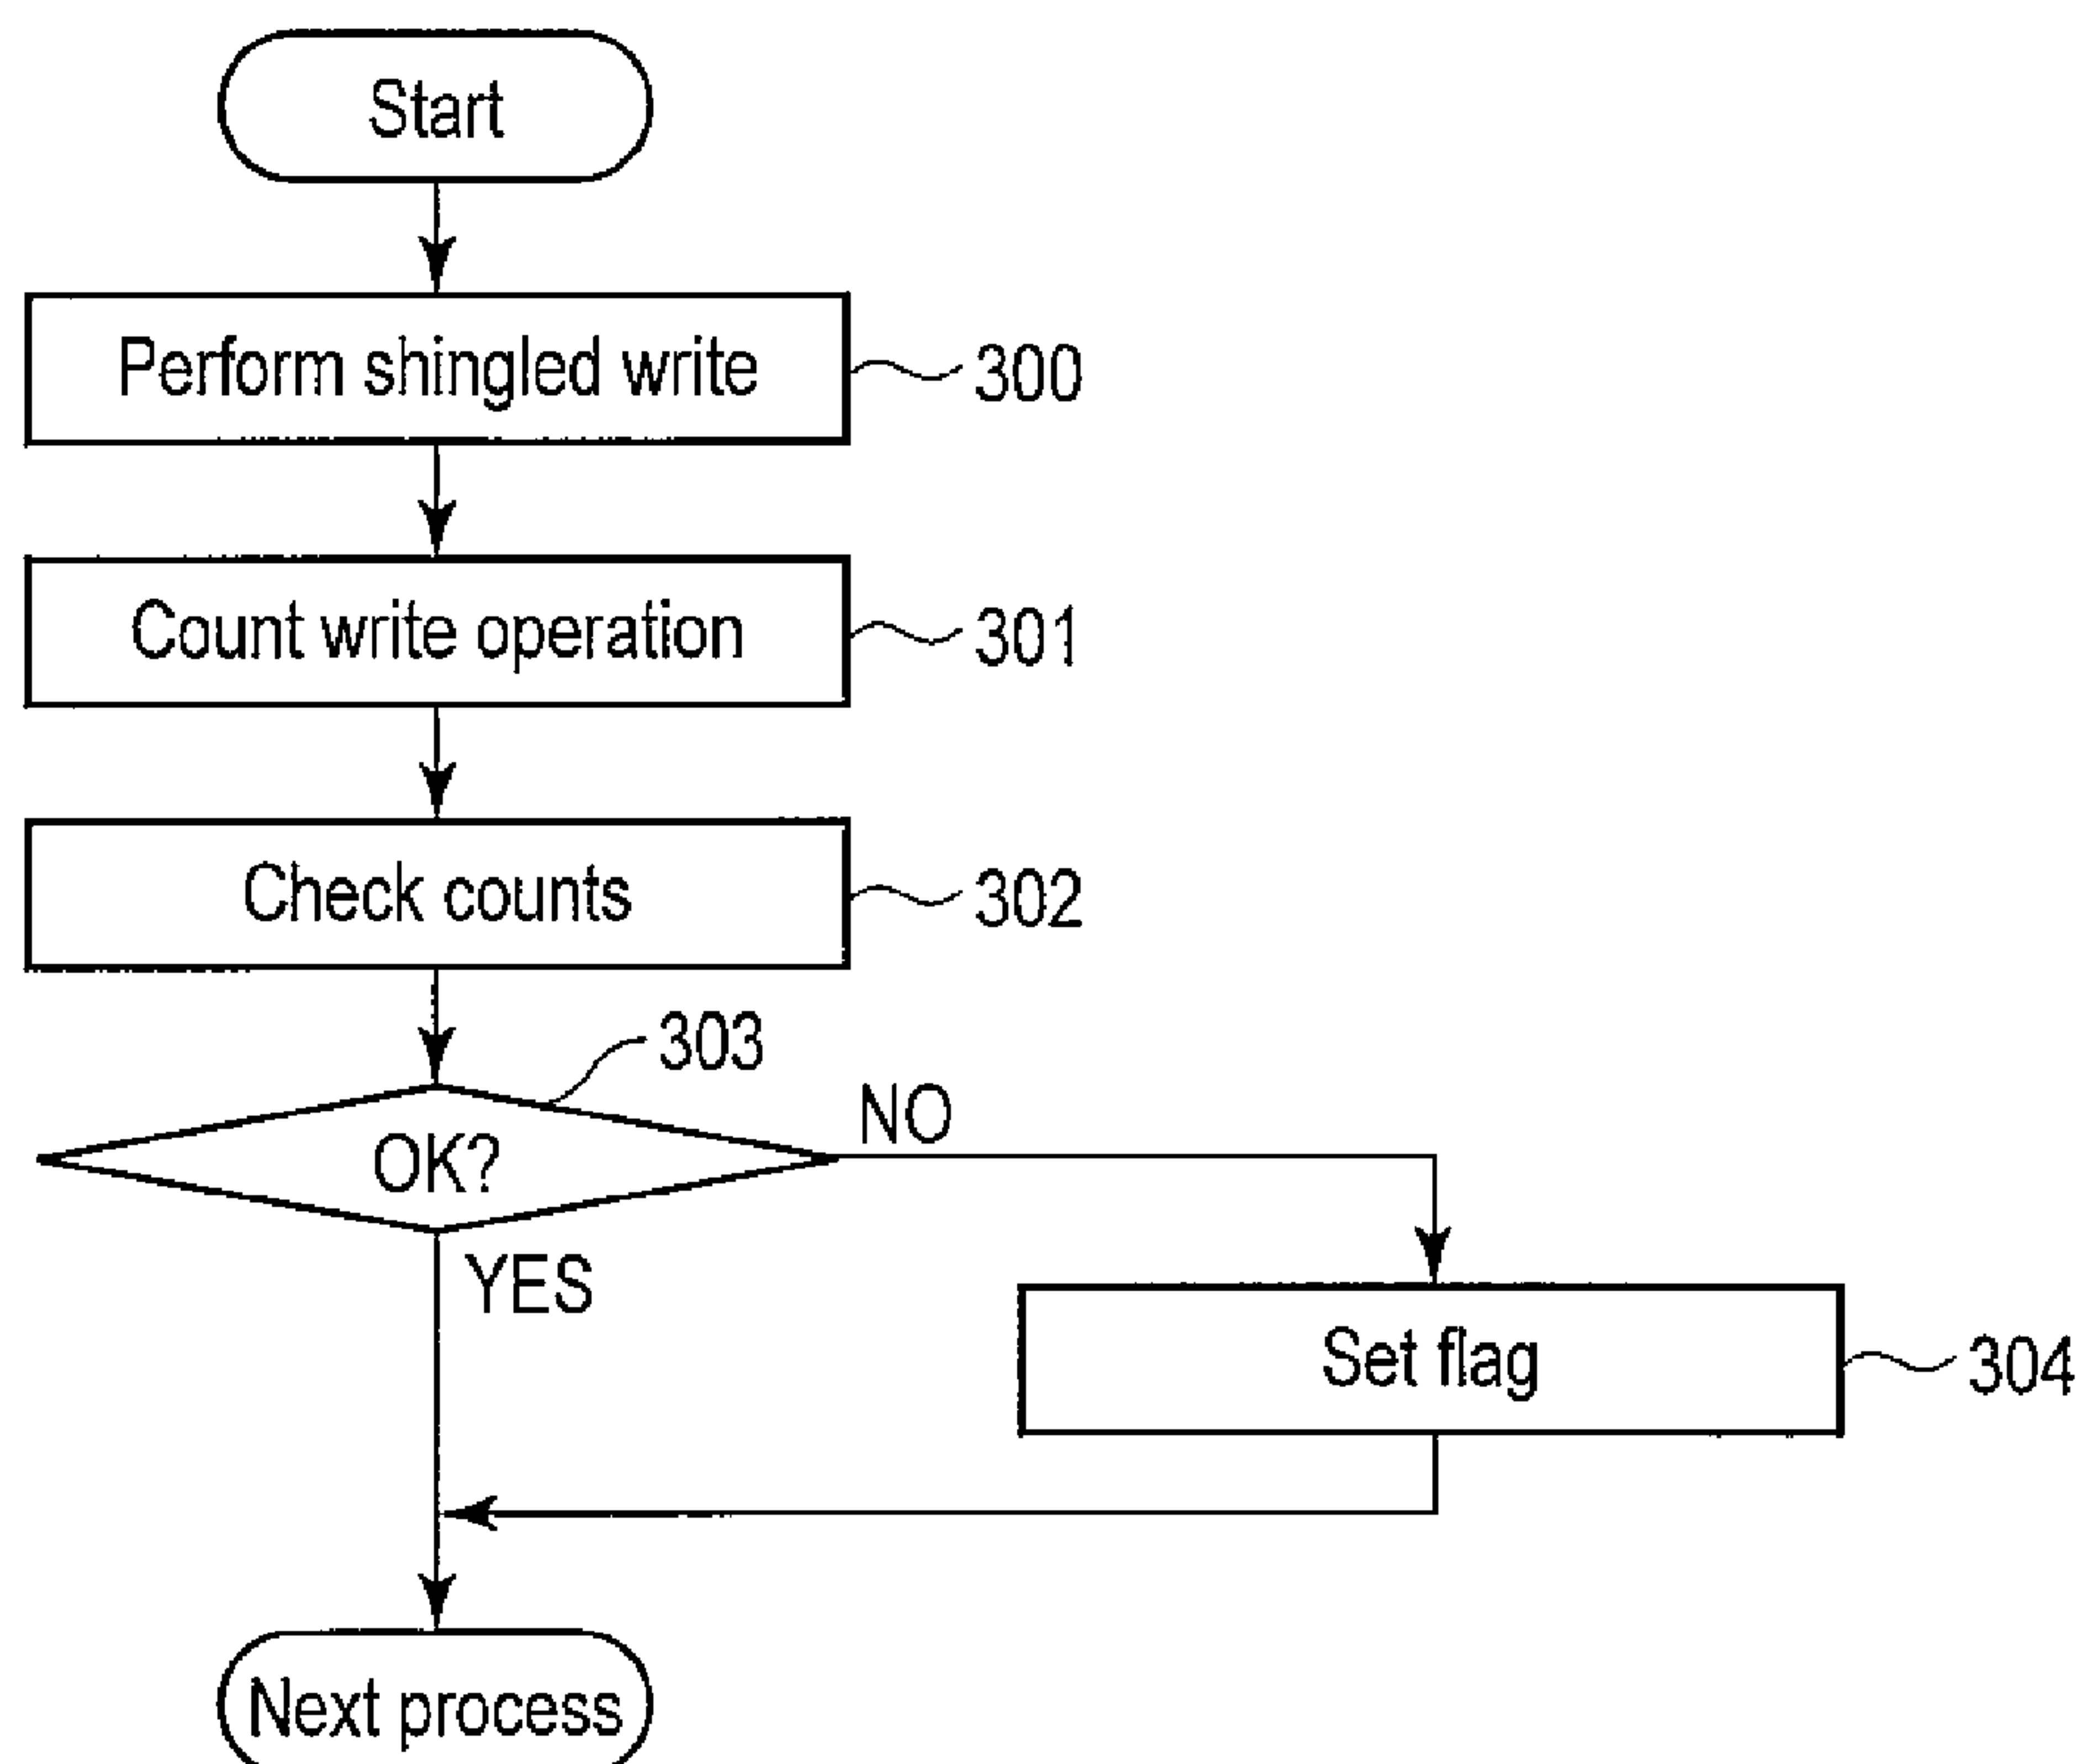 Start
Perform shingled write 300
Count write operation 301
Check counts 302
303
OK? NO
YES
Set flag 304
Next process